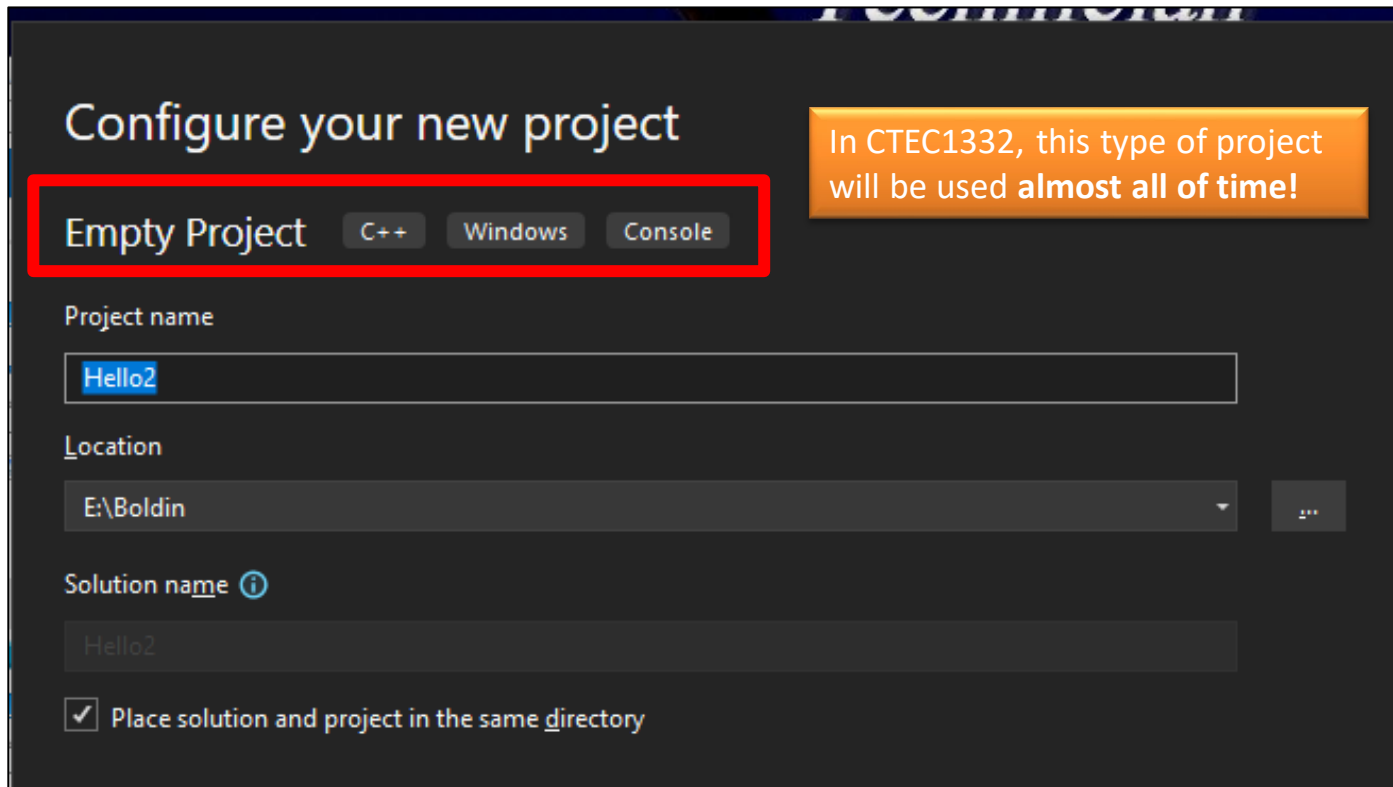 Technician
Configure your new project
In CTEC1332, this type of project
will be used almost all of time!
Empty Project C++ Windows Console
Project name
Hello2
Location
E:\Boldin
...
Solution name
Hello2
Place solution and project in the same directory